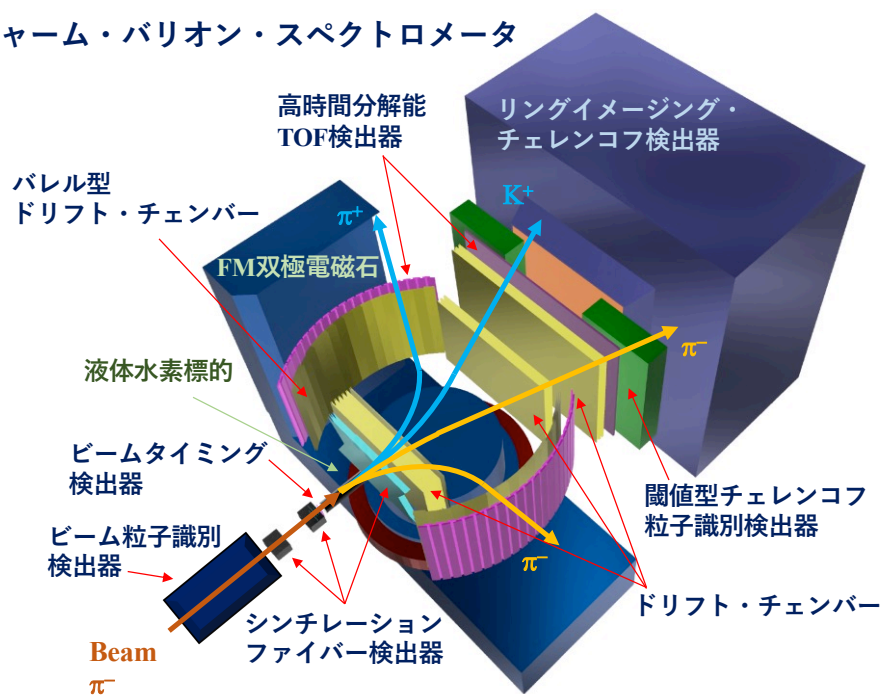 ャーム・バリオン・スペクトロメータ
高時間分解能
TOF検出器
リングイメージング・
チェレンコフ検出器
バレル型
ドリフト・チェンバー
K⁺
π⁺
FM双極電磁石
π⁻
液体水素標的
ビームタイミング
検出器
閾値型チェレンコフ
粒子識別検出器
ビーム粒子識別
検出器
π⁻
ドリフト・チェンバー
シンチレーション
ファイバー検出器
Beam
π⁻